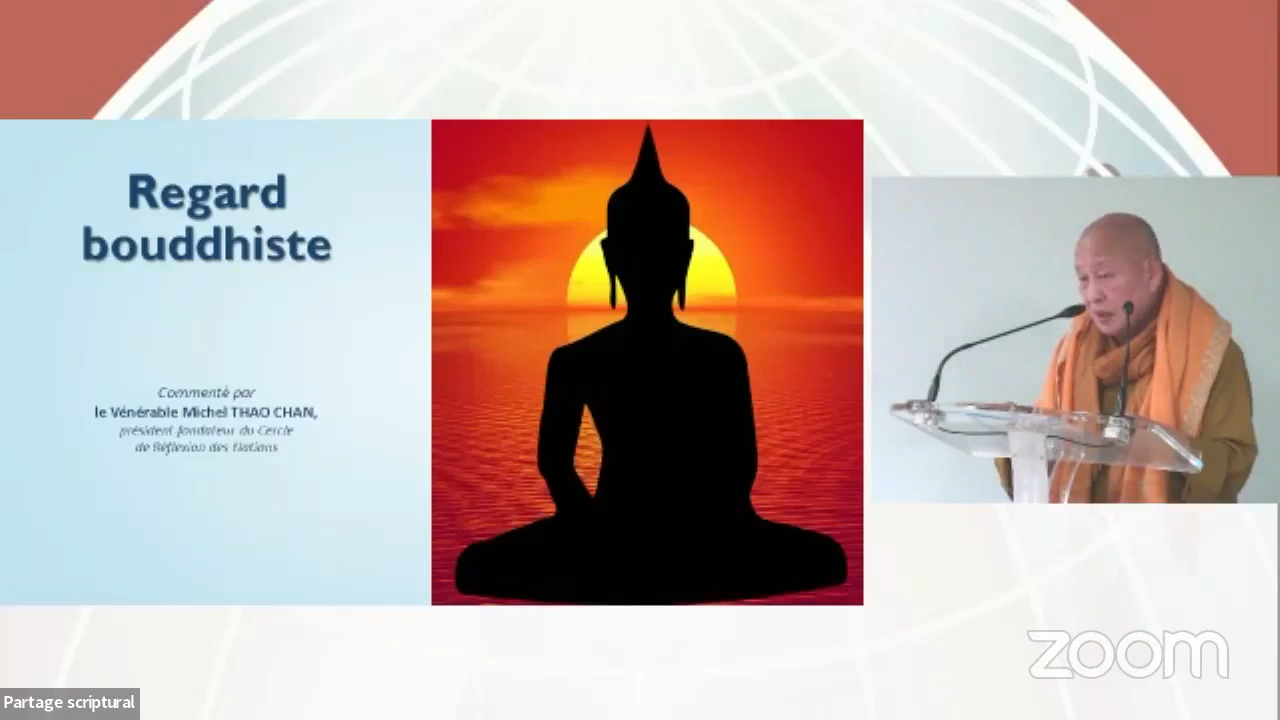 Regard
bouddhiste
Commenté par
le Vénérable Michel THAO CHAN,
président-fondateur du Cercle
de Réflexion des Nations
zoom
Partage scriptural